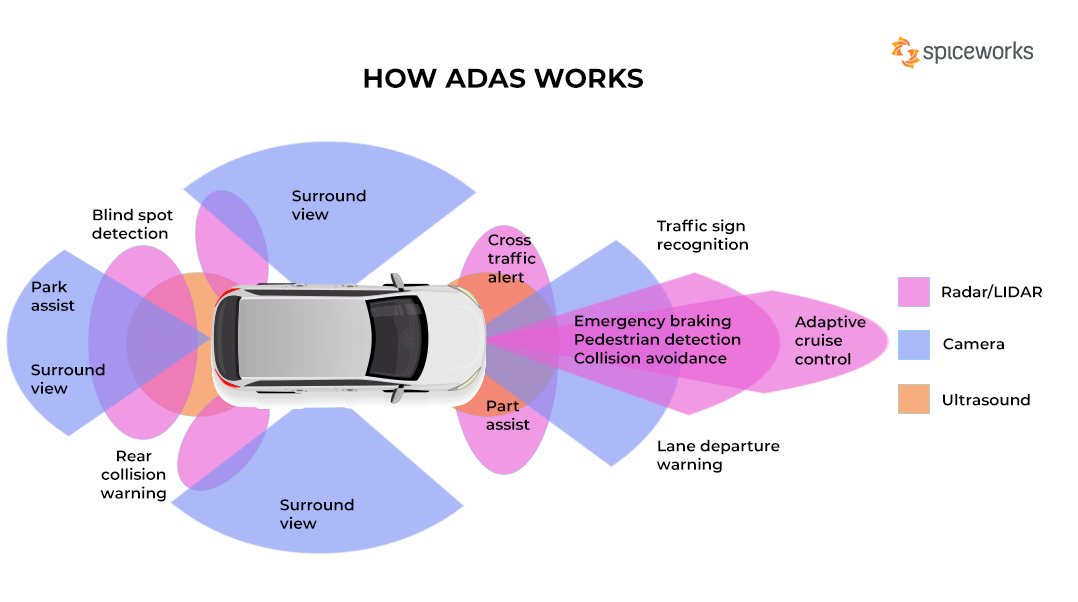 spiceworks
HOW ADAS WORKS
Surround
view
Blind spot
detection
Park
assist
Surround
view
Rear
collision
warning
Surround
view
Cross
traffic
alert
Part
assist
Traffic sign
recognition
Emergency braking
Pedestrian detection
Collision avoidance
Adaptive
cruise
control
Lane departure
warning
Radar/LIDAR
Camera
Ultrasound